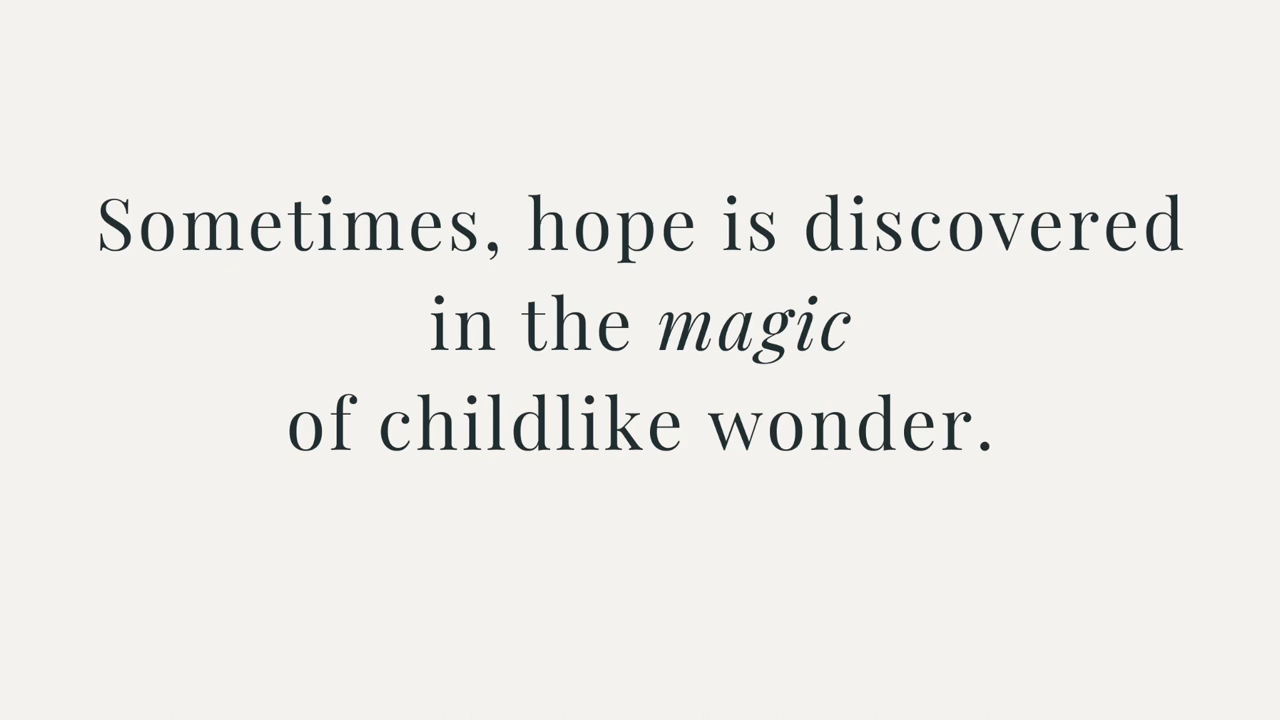 Sometimes, hope is discovered
in the magic
of childlike wonder.